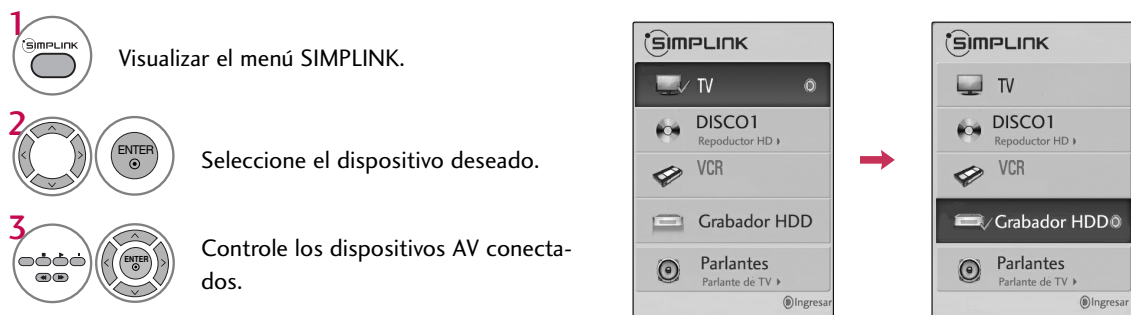 1
SIMPLINK
Visualizar el menú SIMPLINK.
2
ENTER
Seleccione el dispositivo deseado.
3
ENTER
Controle los dispositivos AV conecta-
dos.
SIMPLINK
TV
DISCO1
Repoductor HD
VCR
Grabador HDD
Parlantes
Parlante de TV
Ingresar
SIMPLINK
TV
DISCO1
Repoductor HD
VCR
Grabador HDD
Parlantes
Parlante de TV
Ingresar